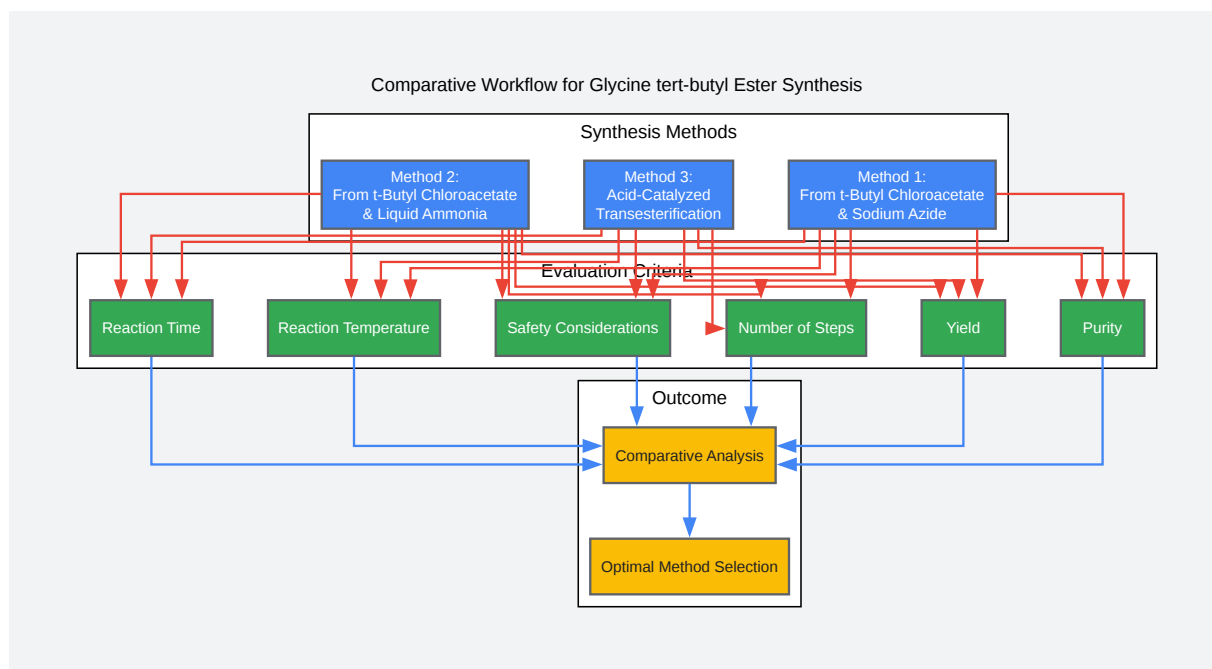 Comparative Workflow for Glycine tert-butyl Ester Synthesis
Synthesis Methods
Method 2:
From t-Butyl Chloroacetate
& Liquid Ammonia
Method 3:
Acid-Catalyzed
Transesterification
Method 1:
From t-Butyl Chloroacetate
& Sodium Azide
Evaluation Criteria
Reaction Time
Reaction Temperature
Safety Considerations
Number of Steps
Yield
Purity
Outcome
Comparative Analysis
Optimal Method Selection